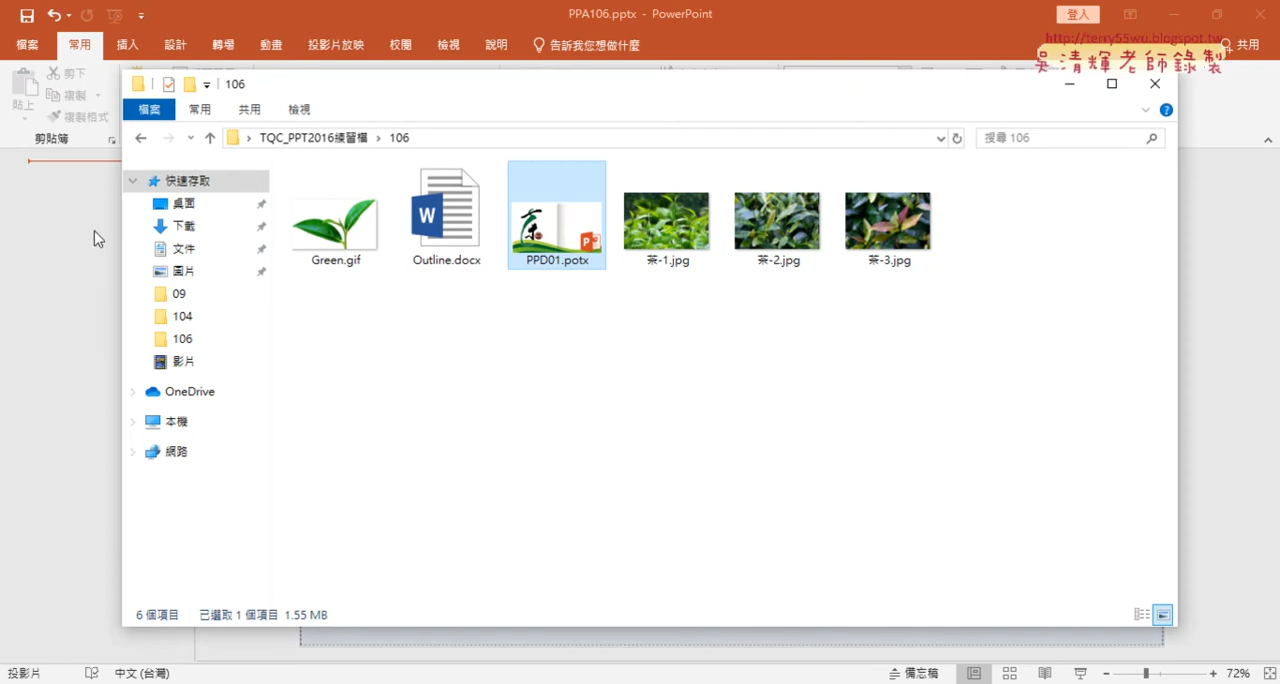 PPA106.pptx - PowerPoint
登入
檔案 常用 插入 設計 轉場 動畫 投影片放映 校閱 檢視 說明 告訴我您想做什麼 共用
http://terry55wu.blogspot.tw
吳清輝老師錄製
貼上
剪下
複製
複製格式
剪貼簿
106
檔案 常用 共用 檢視
TQC_PPT2016練習檔 › 106
搜尋 106
快速存取
桌面
下載
文件
圖片
09
104
106
影片
OneDrive
本機
網路
Green.gif
Outline.docx
PPD01.potx
茶-1.jpg
茶-2.jpg
茶-3.jpg
茶
6 個項目 已選取 1 個項目 1.55 MB
投影片 中文 (台灣) 備忘稿 72%